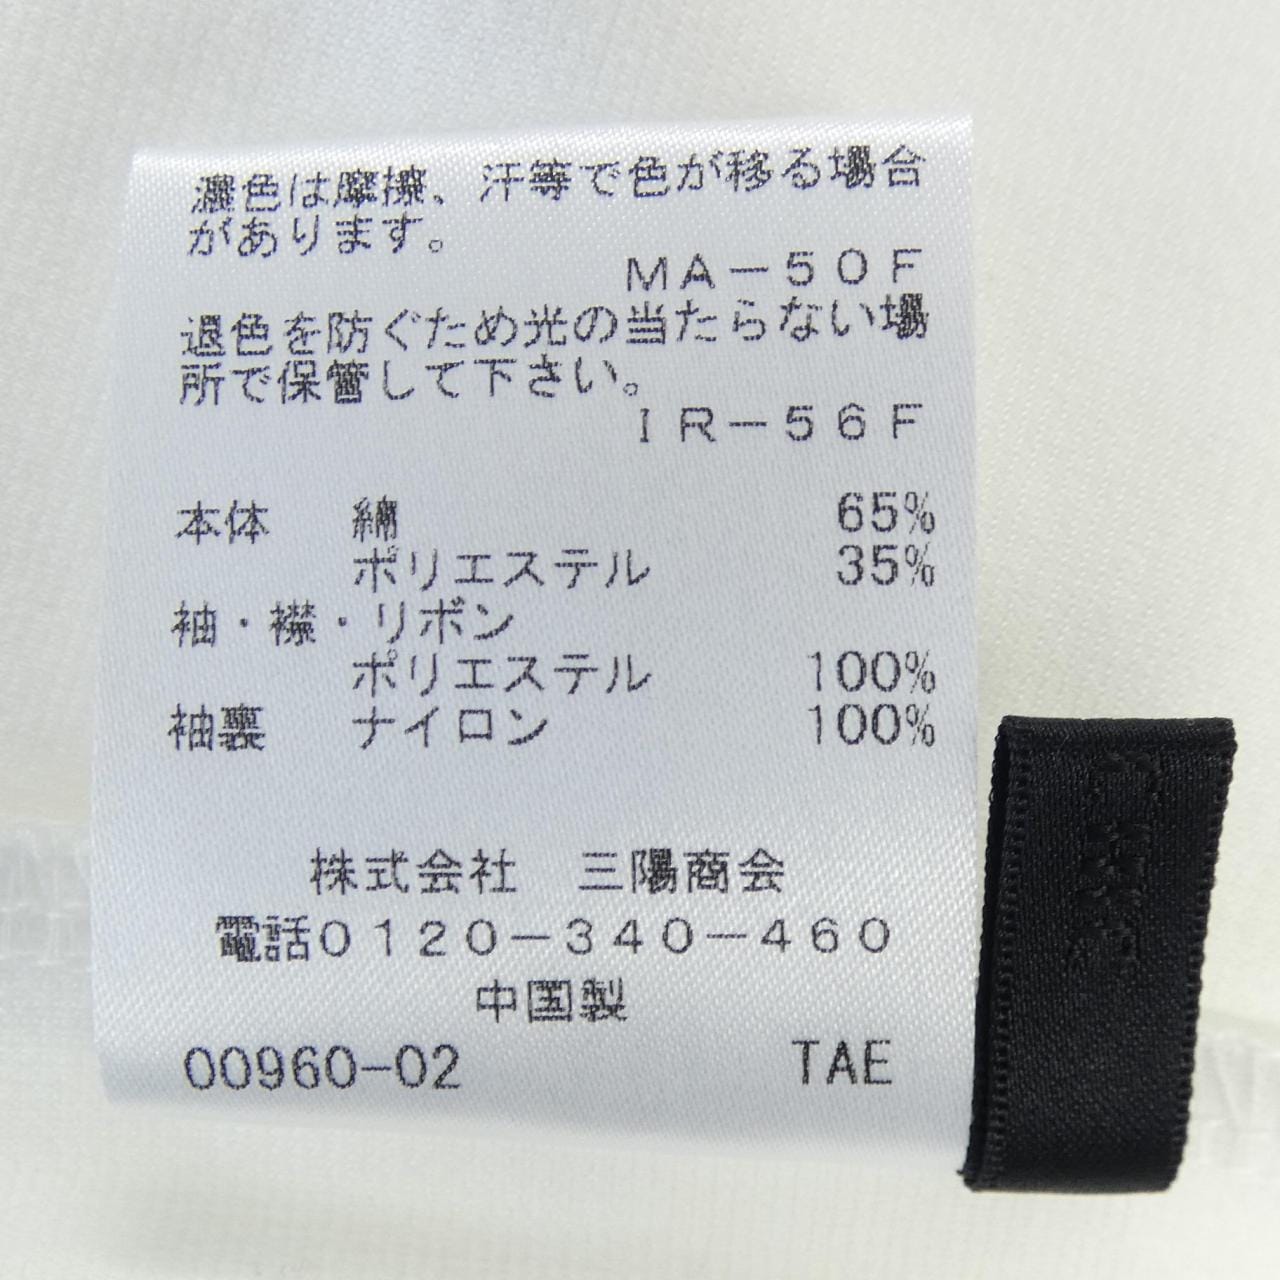 濃色は摩擦、汗等で色が移る場合
があります。
MA－50F
退色を防ぐため光の当たらない場
所で保管して下さい。
IR－56F
本体 綿 65%
ポリエステル 35%
袖・襟・リボン
ポリエステル 100%
袖裏 ナイロン 100%
株式会社 三陽商会
電話0120－340－460
中国製
00960-02 TAE